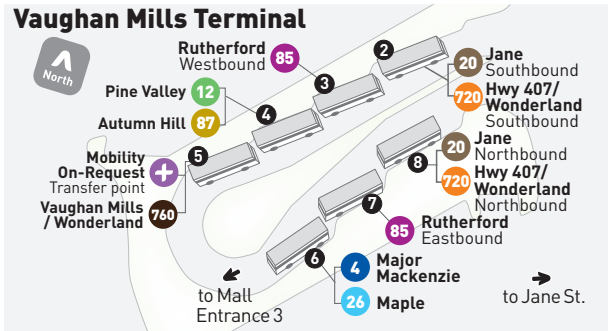 Vaughan Mills Terminal
North
Rutherford
Westbound
85
2
20
Jane
Southbound
720
Hwy 407/
Wonderland
Southbound
3
Pine Valley
12
4
Autumn Hill
87
20
Jane
Northbound
720
Hwy 407/
Wonderland
Northbound
8
Mobility
On-Request
Transfer point
5
Vaughan Mills
/ Wonderland
760
7
85
Rutherford
Eastbound
6
4
Major
Mackenzie
26
Maple
to Mall
Entrance 3
to Jane St.